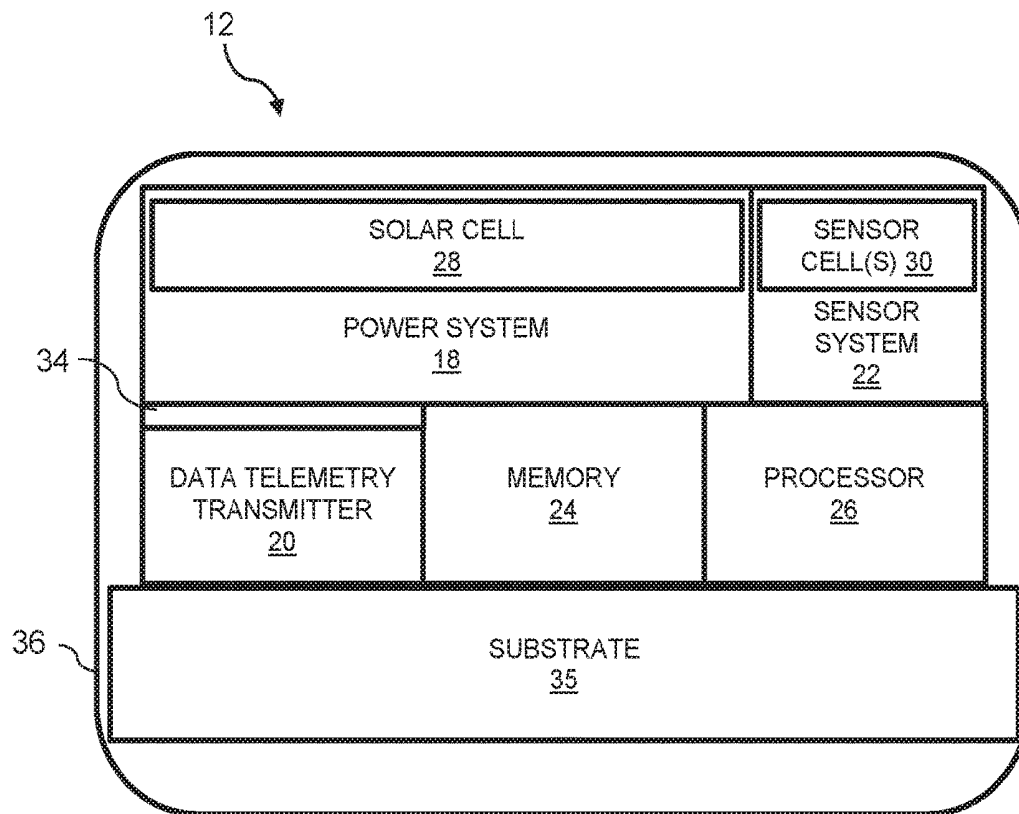 12
SOLAR CELL
28
SENSOR
CELL(S) 30
POWER SYSTEM
18
SENSOR
SYSTEM
22
34
DATA TELEMETRY
TRANSMITTER
20
MEMORY
24
PROCESSOR
26
36
SUBSTRATE
35